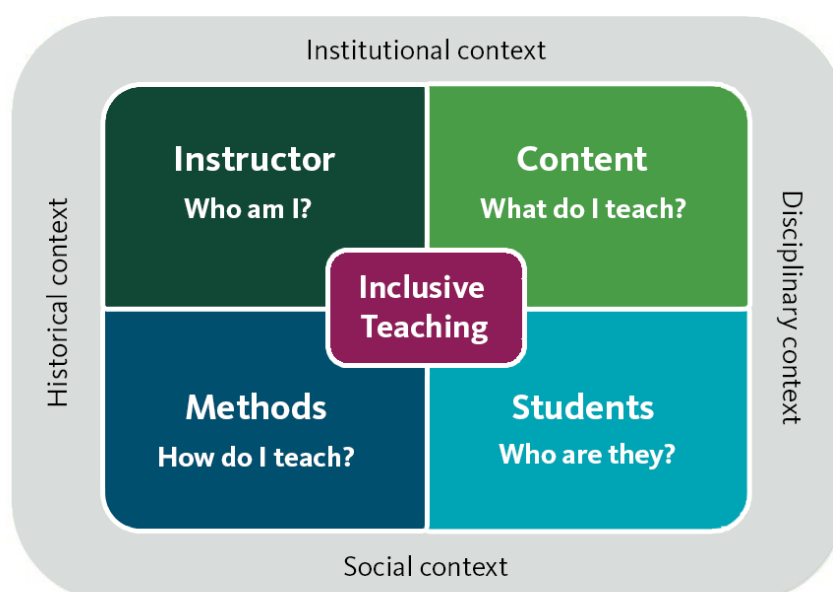 Institutional context
Historical context
Instructor
Who am I?
Content
What do I teach?
Inclusive
Teaching
Methods
How do I teach?
Students
Who are they?
Disciplinary context
Social context